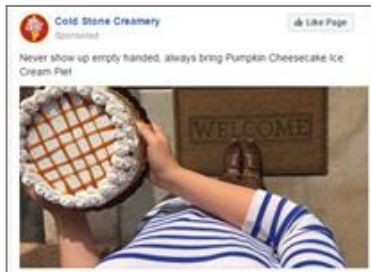 Cold Stone Creamery
Like Page
Sponsored
Never show up empty handed, always bring Pumpkin Cheesecake Ice
Cream Pie!
WELCOME